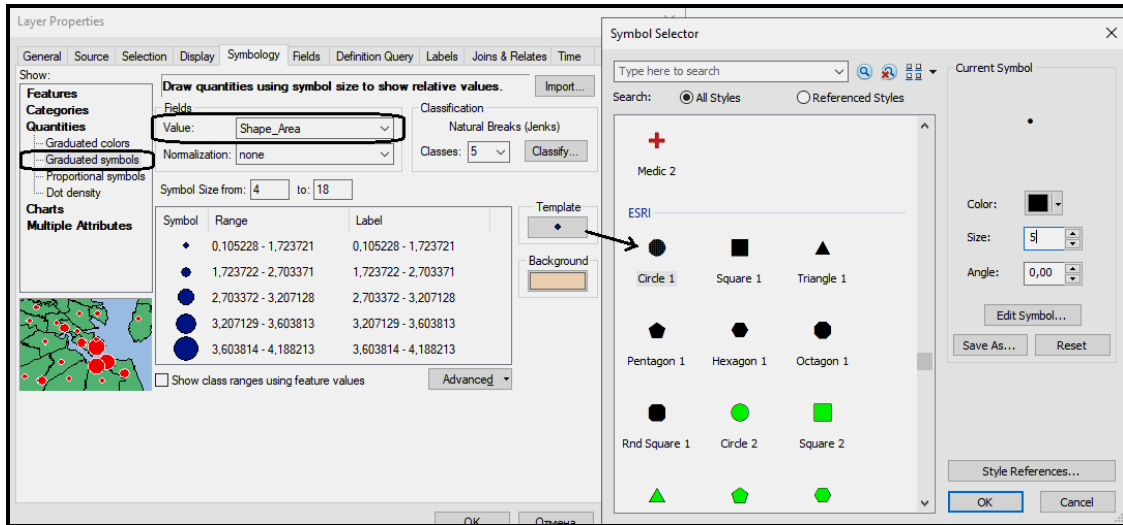 Layer Properties
General Source Selection Display Symbology Fields Definition Query Labels Joins & Relates Time
Show:
Features
Categories
Quantities
Graduated colors
Graduated symbols
Proportional symbols
Dot density
Charts
Multiple Attributes
Draw quantities using symbol size to show relative values.
Import...
Fields
Value: Shape_Area
Normalization: none
Classification
Natural Breaks (Jenks)
Classes: 5 Classify...
Symbol Size from: 4 to: 18
Symbol Range Label
0,105228 - 1,723721 0,105228 - 1,723721
1,723722 - 2,703371 1,723722 - 2,703371
2,703372 - 3,207128 2,703372 - 3,207128
3,207129 - 3,603813 3,207129 - 3,603813
3,603814 - 4,188213 3,603814 - 4,188213
Template
Background
Show class ranges using feature values
Advanced
OK Отмена
Symbol Selector
Type here to search
Search: All Styles Referenced Styles
Medic 2
ESRI
Circle 1 Square 1 Triangle 1
Pentagon 1 Hexagon 1 Octagon 1
Rnd Square 1 Circle 2 Square 2
Current Symbol
Color:
Size: 5
Angle: 0,00
Edit Symbol...
Save As... Reset
Style References...
OK Cancel